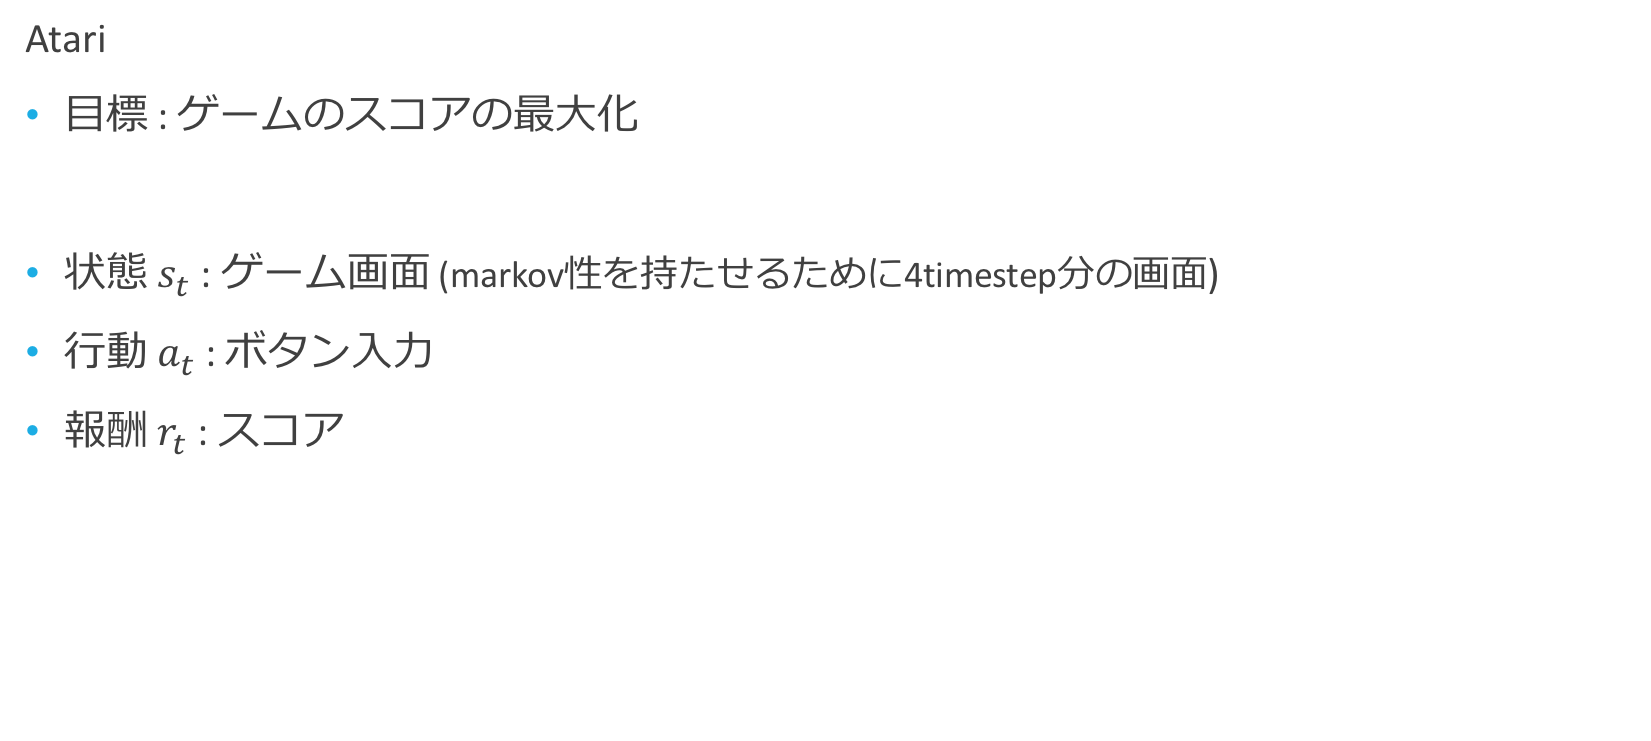 Atari
• 目標 : ゲームのスコアの最大化
• 状態 𝑠𝑡 : ゲーム画面 (markov性を持たせるために4timestep分の画面)
• 行動 𝑎𝑡 : ボタン入力
• 報酬 𝑟𝑡 : スコア